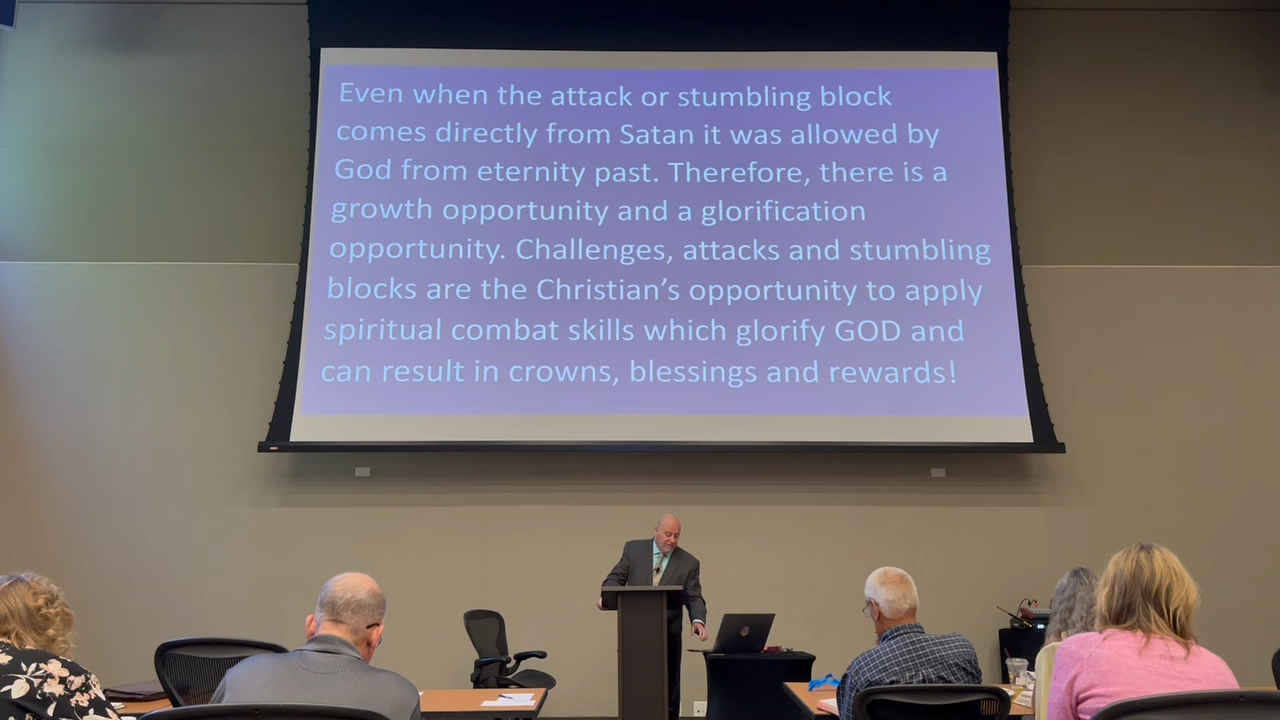 Even when the attack or stumbling block
comes directly from Satan it was allowed by
God from eternity past. Therefore, there is a
growth opportunity and a glorification
opportunity. Challenges, attacks and stumbling
blocks are the Christian’s opportunity to apply
spiritual combat skills which glorify GOD and
can result in crowns, blessings and rewards!